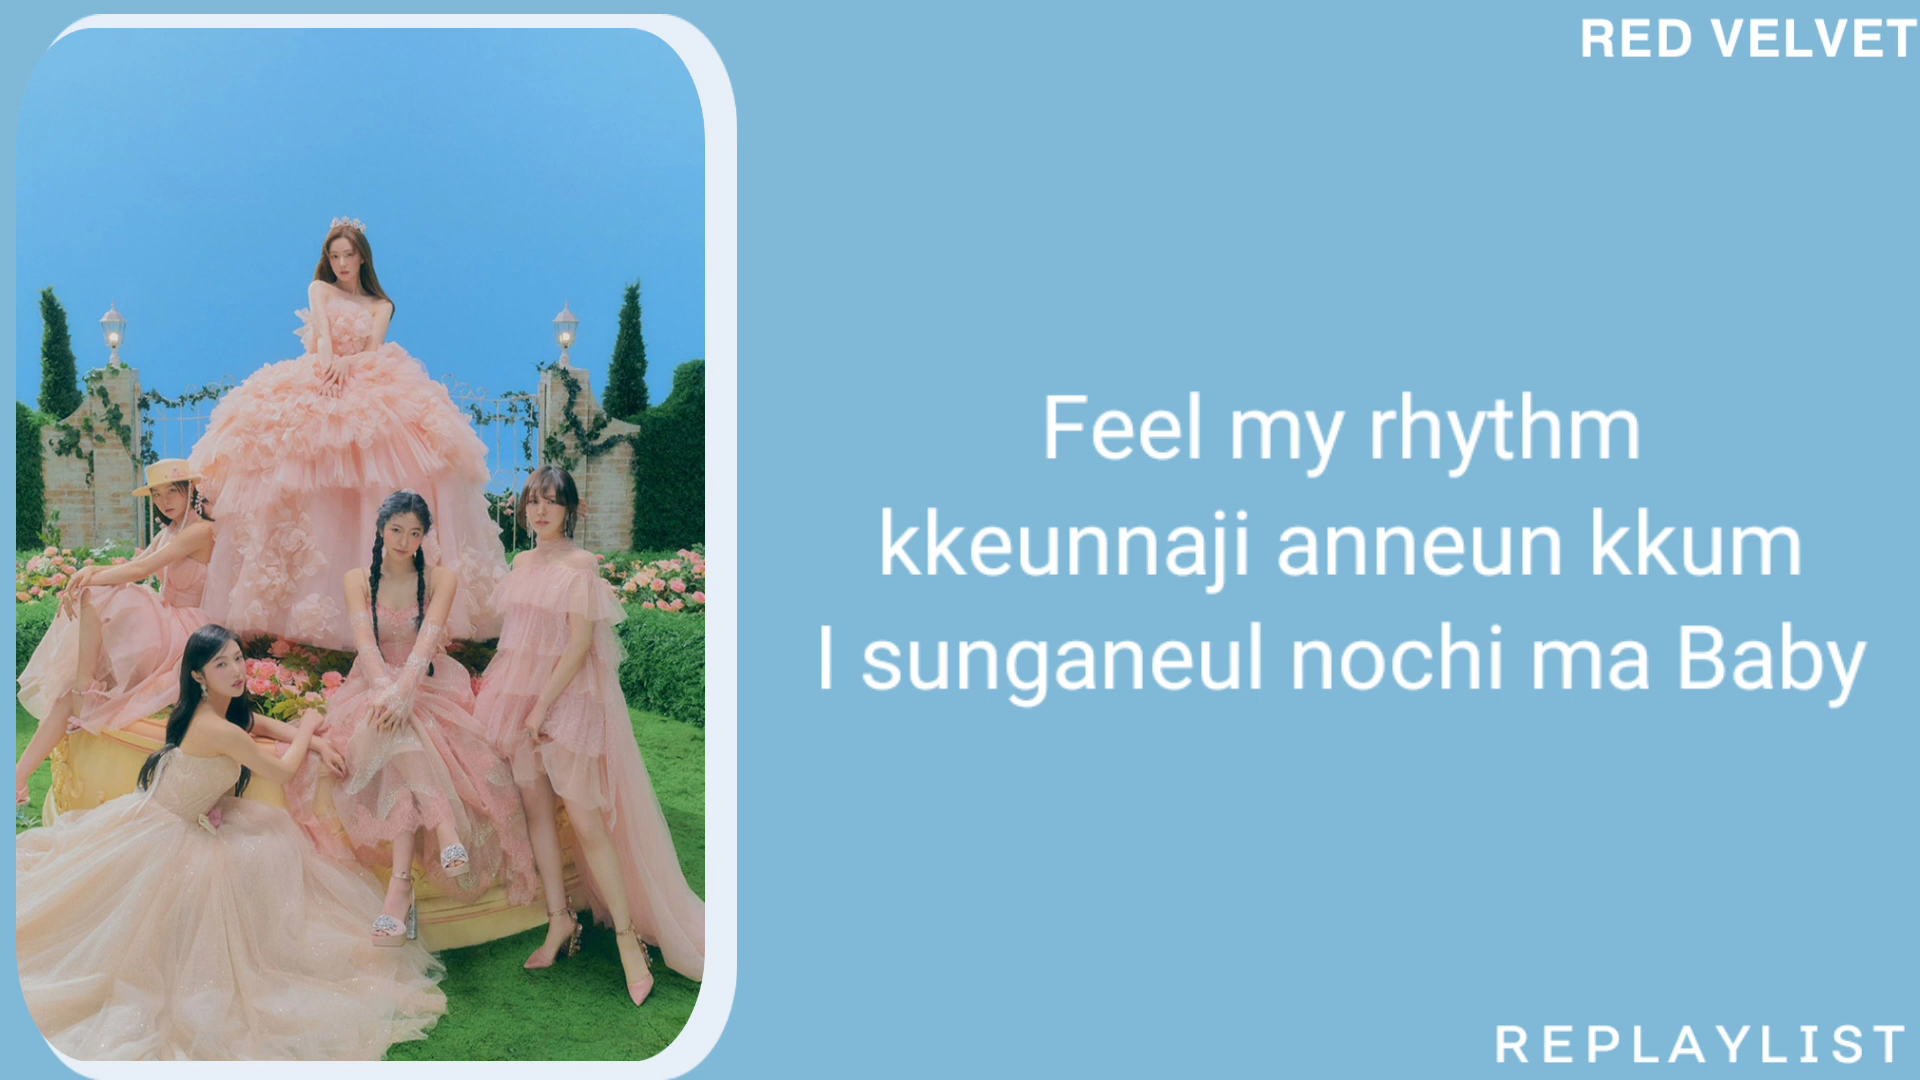 RED VELVET
Feel my rhythm
kkeunnaji anneun kkum
I sunganeul nochi ma Baby
REPLAYLIST